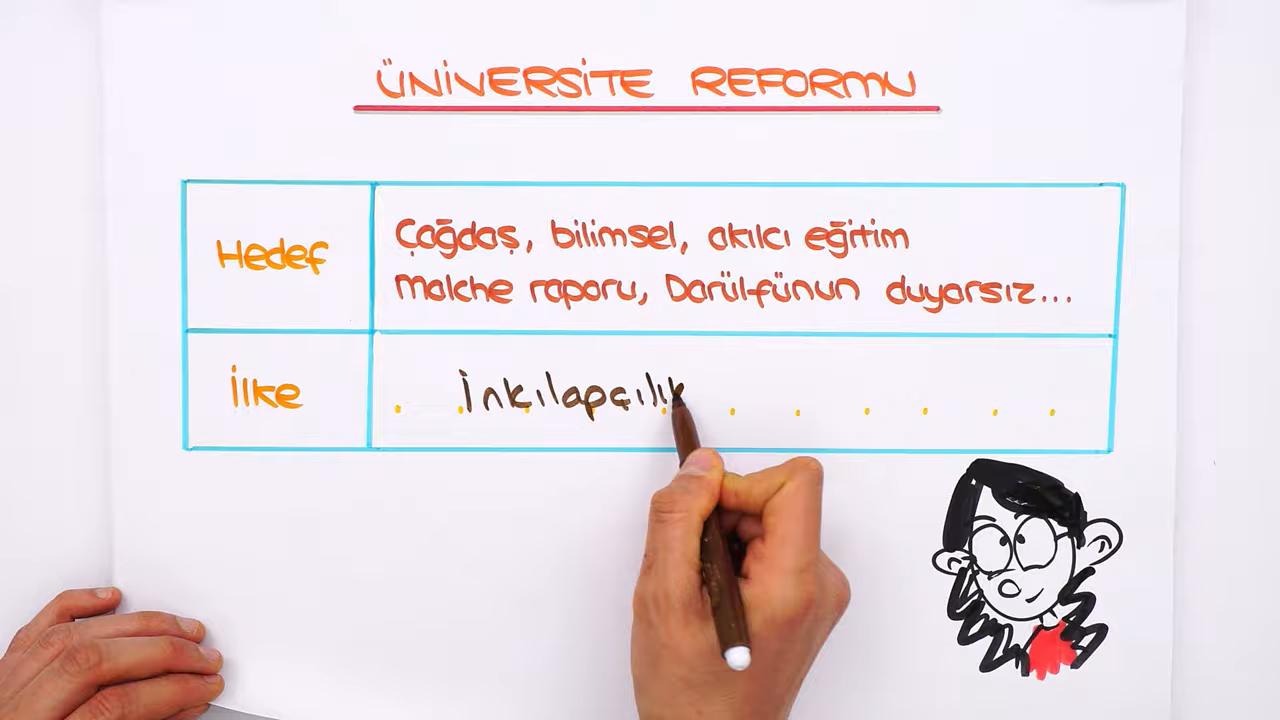 ÜNİVERSİTE REFORMU
Hedef
Çağdaş, bilimsel, akılcı eğitim
Malche raporu, Darülfünun duyarsız...
İlke
İnkılapçılık